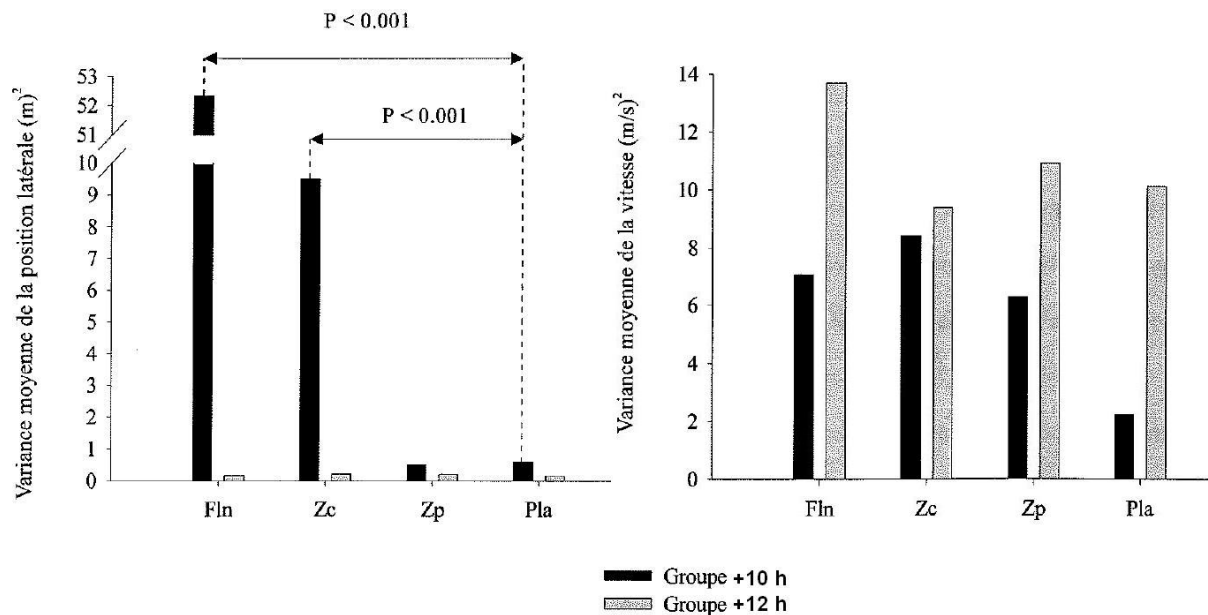 P < 0.001
P < 0.001
Variance moyenne de la position latérale (m)²
53
52
51
10
9
8
7
6
5
4
3
2
1
0
Fln Zc Zp Pla
Variance moyenne de la vitesse (m/s)²
14
12
10
8
6
4
2
0
Fln Zc Zp Pla
Groupe +10 h
Groupe +12 h